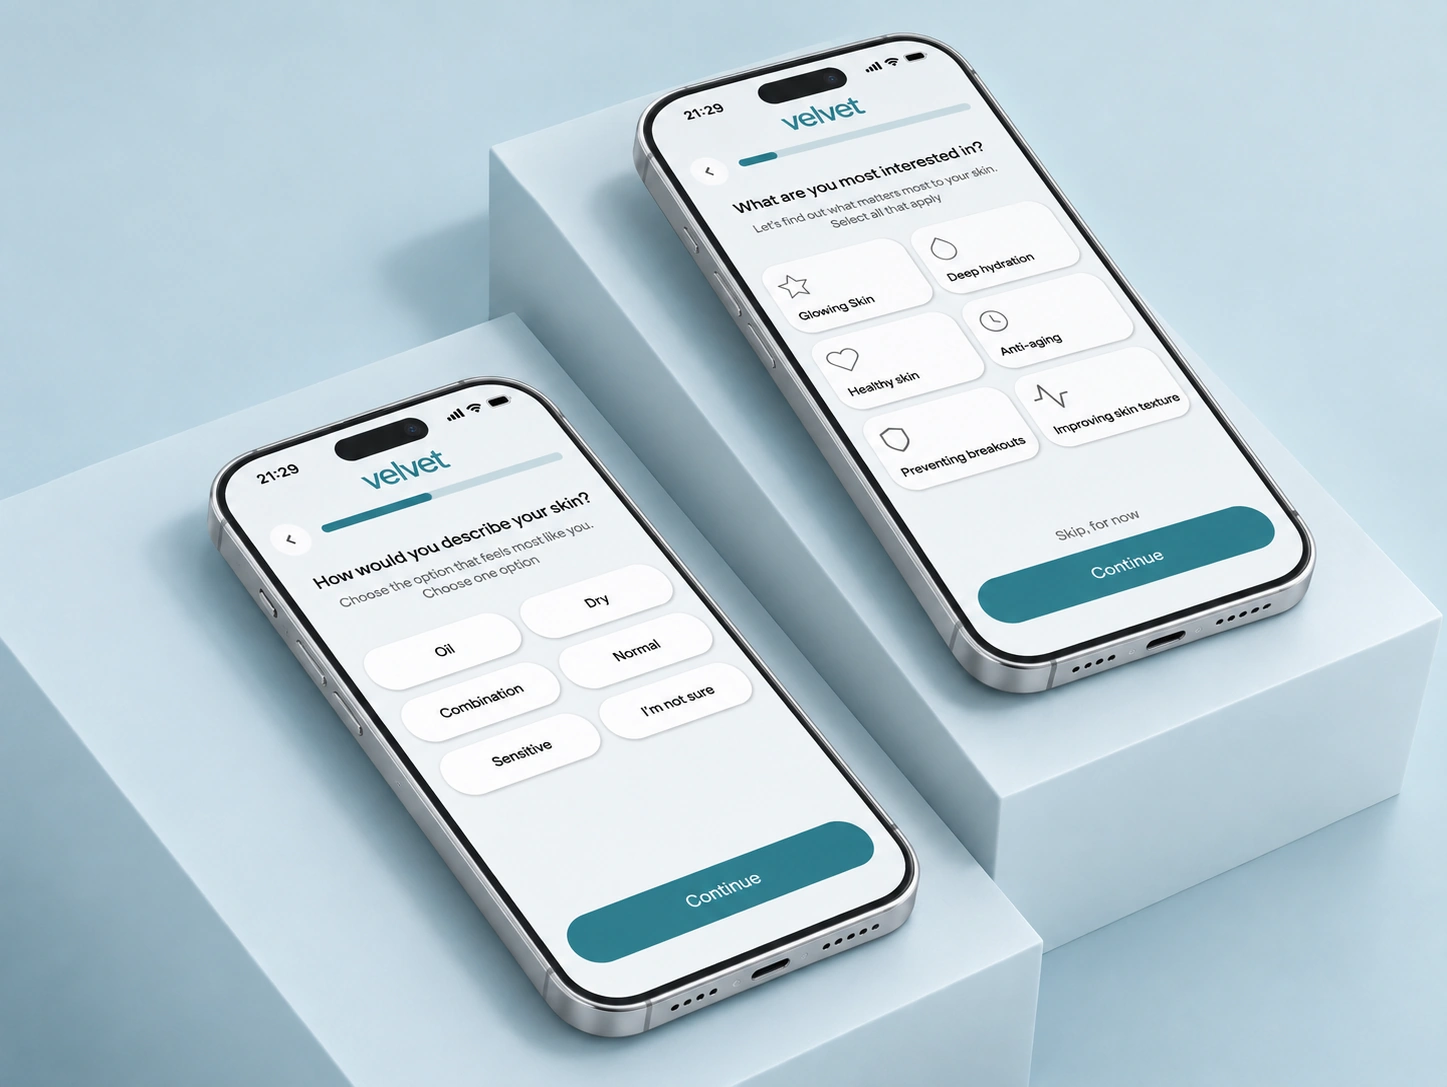 21:29
velvet
How would you describe your skin?
Choose the option that feels most like you.
Choose one option
Oil
Dry
Combination
Normal
Sensitive
I'm not sure
Continue
21:29
velvet
What are you most interested in?
Let's find out what matters most to your skin.
Select all that apply
Glowing Skin
Deep hydration
Healthy skin
Anti-aging
Preventing breakouts
Improving skin texture
Skip, for now
Continue